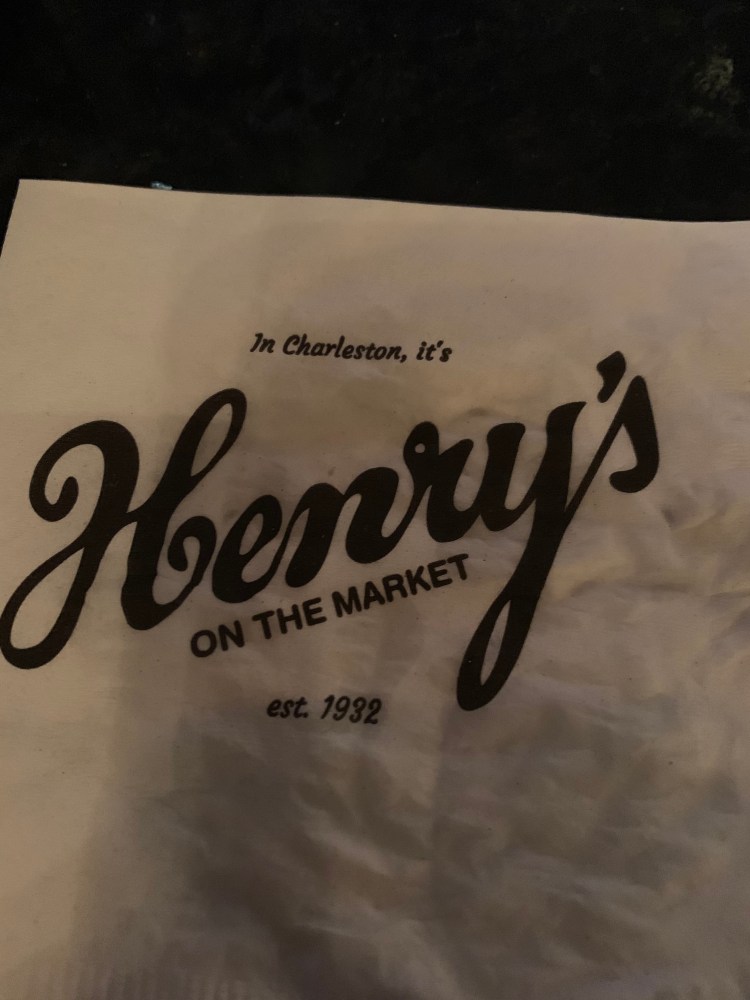 In Charleston, it's
Henry's
ON THE MARKET
est. 1932